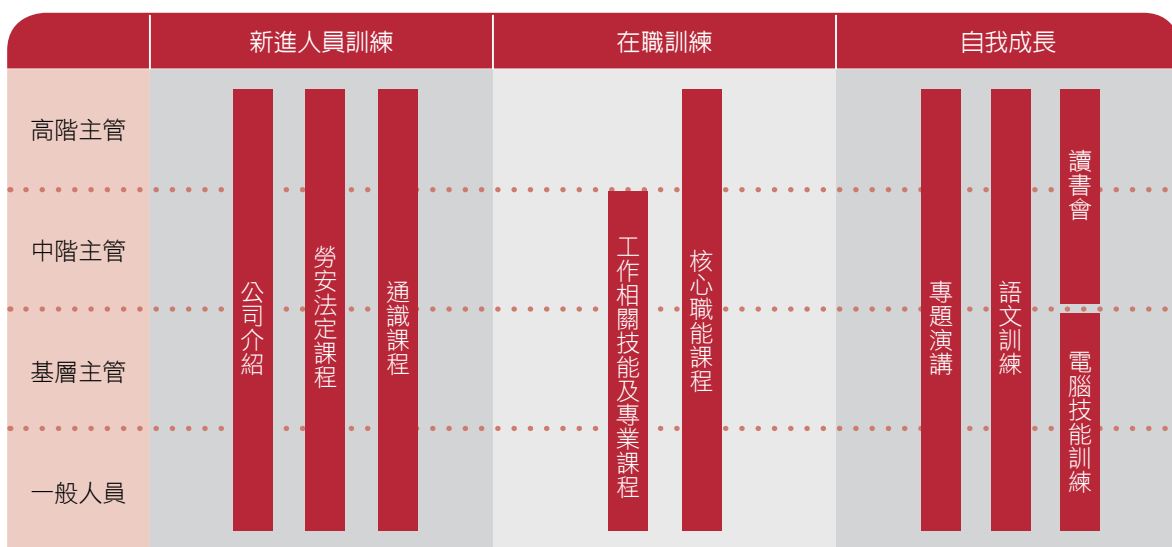 新進人員訓練
在職訓練
自我成長
高階主管
中階主管
基層主管
一般人員
公司介紹
勞安法定課程
通識課程
工作相關技能及專業課程
核心職能課程
專題演講
語文訓練
讀書會
電腦技能訓練